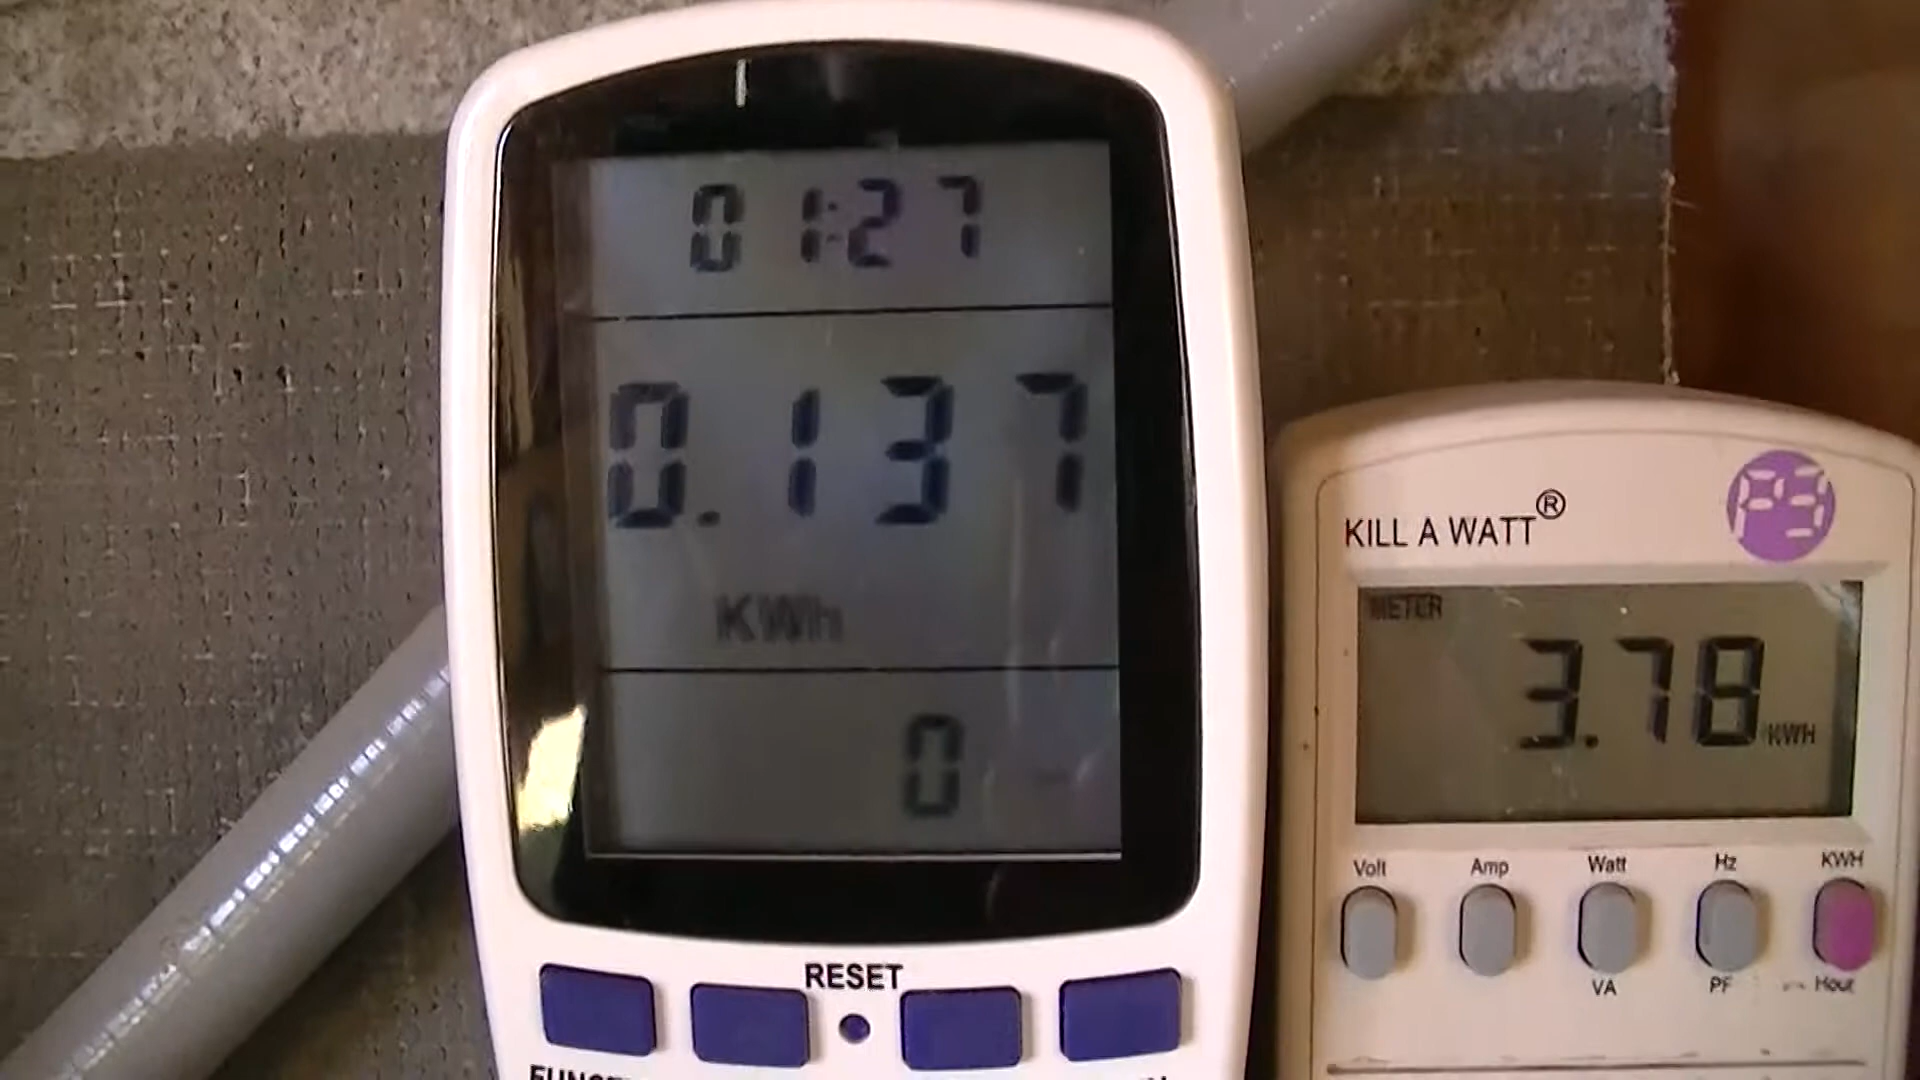 01:27
0.137
KWh
0
RESET
KILL A WATT®
P3
METER
3.78 KWH
Volt Amp Watt Hz KWH
VA PF Hour